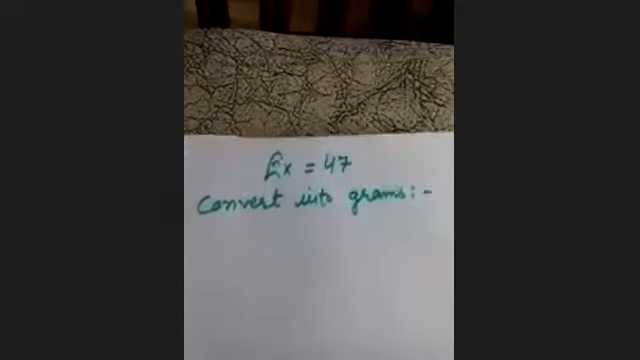 Ex = 47
Convert into grams:-